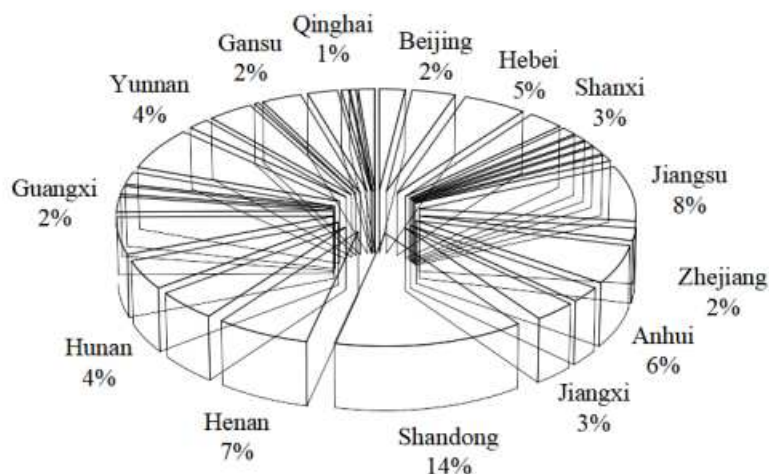 Qinghai
1%
Beijing
2%
Gansu
2%
Hebei
5%
Yunnan
4%
Shanxi
3%
Guangxi
2%
Jiangsu
8%
Zhejiang
2%
Hunan
4%
Anhui
6%
Jiangxi
3%
Henan
7%
Shandong
14%